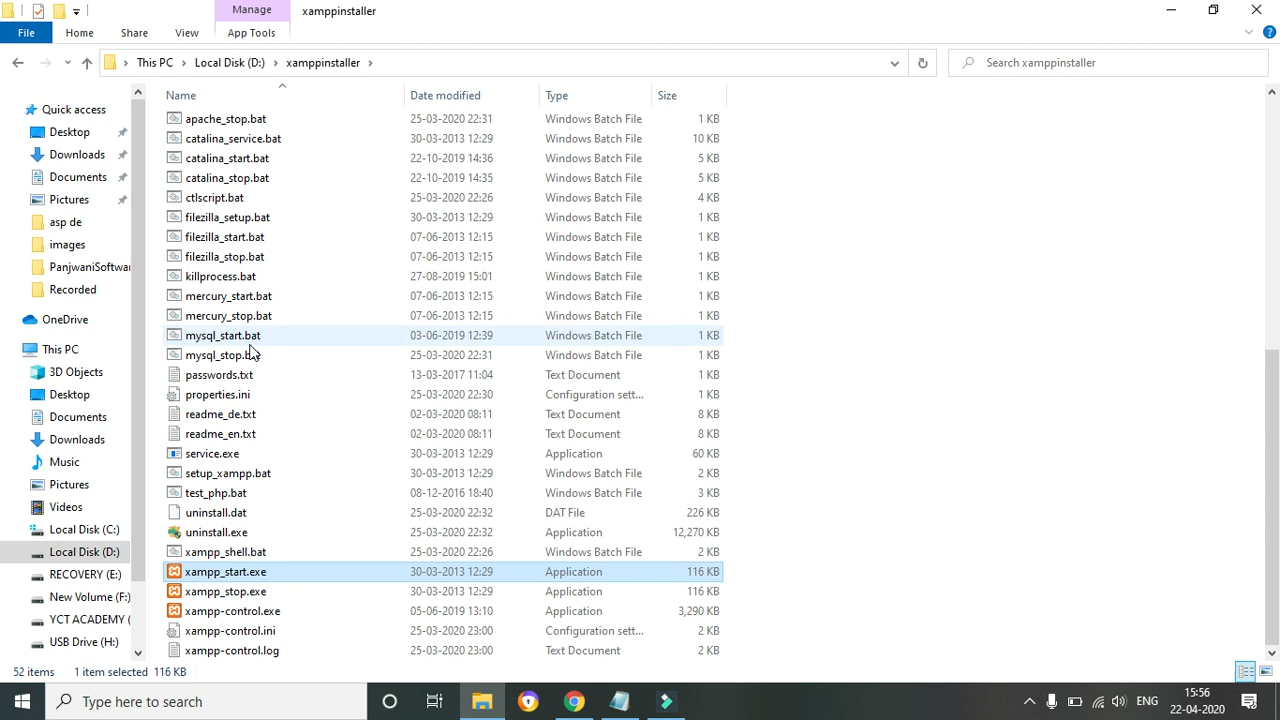 Manage
xamppinstaller
File
Home
Share
View
App Tools
This PC
Local Disk (D:)
xamppinstaller
Search xamppinstaller
Quick access
Desktop
Downloads
Documents
Pictures
asp de
images
PanjwaniSoftwar
Recorded
OneDrive
This PC
3D Objects
Desktop
Documents
Downloads
Music
Pictures
Videos
Local Disk (C:)
Local Disk (D:)
RECOVERY (E:)
New Volume (F:)
YCT ACADEMY (
USB Drive (H:)
Name Date modified Type Size
apache_stop.bat 25-03-2020 22:31 Windows Batch File 1 KB
catalina_service.bat 30-03-2013 12:29 Windows Batch File 10 KB
catalina_start.bat 22-10-2019 14:36 Windows Batch File 5 KB
catalina_stop.bat 22-10-2019 14:35 Windows Batch File 5 KB
ctlscript.bat 25-03-2020 22:26 Windows Batch File 4 KB
filezilla_setup.bat 30-03-2013 12:29 Windows Batch File 1 KB
filezilla_start.bat 07-06-2013 12:15 Windows Batch File 1 KB
filezilla_stop.bat 07-06-2013 12:15 Windows Batch File 1 KB
killprocess.bat 27-08-2019 15:01 Windows Batch File 1 KB
mercury_start.bat 07-06-2013 12:15 Windows Batch File 1 KB
mercury_stop.bat 07-06-2013 12:15 Windows Batch File 1 KB
mysql_start.bat 03-06-2019 12:39 Windows Batch File 1 KB
mysql_stop.bat 25-03-2020 22:31 Windows Batch File 1 KB
passwords.txt 13-03-2017 11:04 Text Document 1 KB
properties.ini 25-03-2020 22:30 Configuration sett... 1 KB
readme_de.txt 02-03-2020 08:11 Text Document 8 KB
readme_en.txt 02-03-2020 08:11 Text Document 8 KB
service.exe 30-03-2013 12:29 Application 60 KB
setup_xampp.bat 30-03-2013 12:29 Windows Batch File 2 KB
test_php.bat 08-12-2016 18:40 Windows Batch File 3 KB
uninstall.dat 25-03-2020 22:32 DAT File 226 KB
uninstall.exe 25-03-2020 22:32 Application 12,270 KB
xampp_shell.bat 25-03-2020 22:26 Windows Batch File 2 KB
xampp_start.exe 30-03-2013 12:29 Application 116 KB
xampp_stop.exe 30-03-2013 12:29 Application 116 KB
xampp-control.exe 05-06-2019 13:10 Application 3,290 KB
xampp-control.ini 25-03-2020 23:00 Configuration sett... 2 KB
xampp-control.log 25-03-2020 23:00 Text Document 2 KB
52 items 1 item selected 116 KB
Type here to search
ENG
15:56
22-04-2020